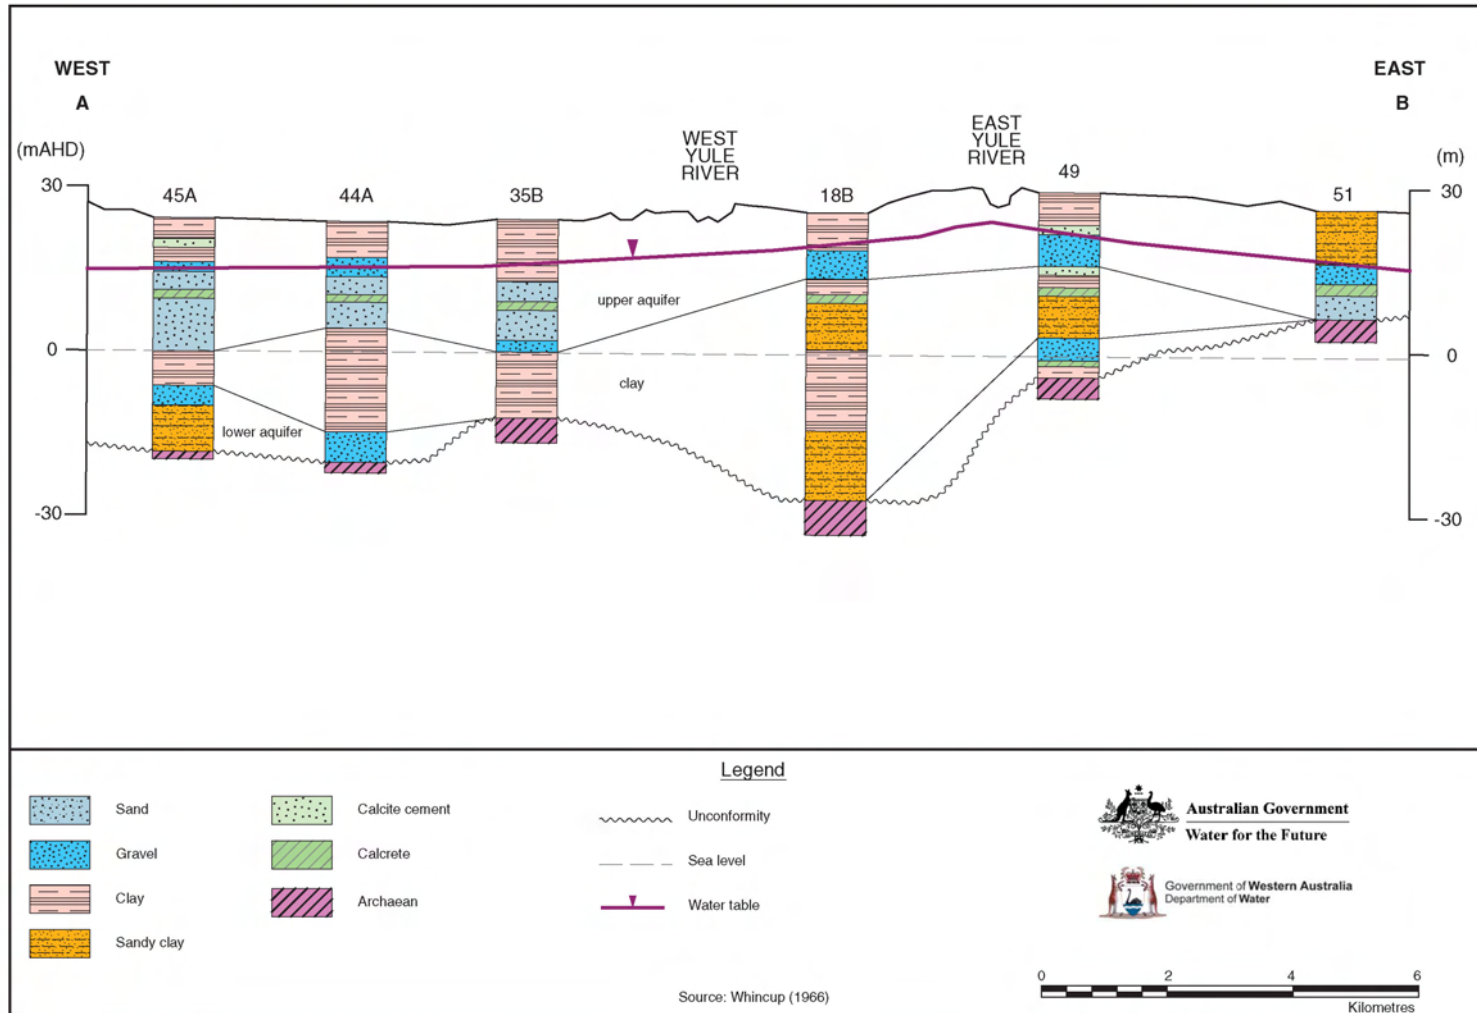 WEST
EAST
A
B
(mAHD)
(m)
WEST
YULE
RIVER
EAST
YULE
RIVER
45A
44A
35B
18B
49
51
30
30
upper aquifer
0
0
clay
lower aquifer
-30
-30
Legend
Sand
Gravel
Clay
Sandy clay
Calcite cement
Calcrete
Archaean
Unconformity
Sea level
Water table
Australian Government
Water for the Future
Government of Western Australia
Department of Water
0 2 4 6
Kilometres
Source: Whincup (1966)